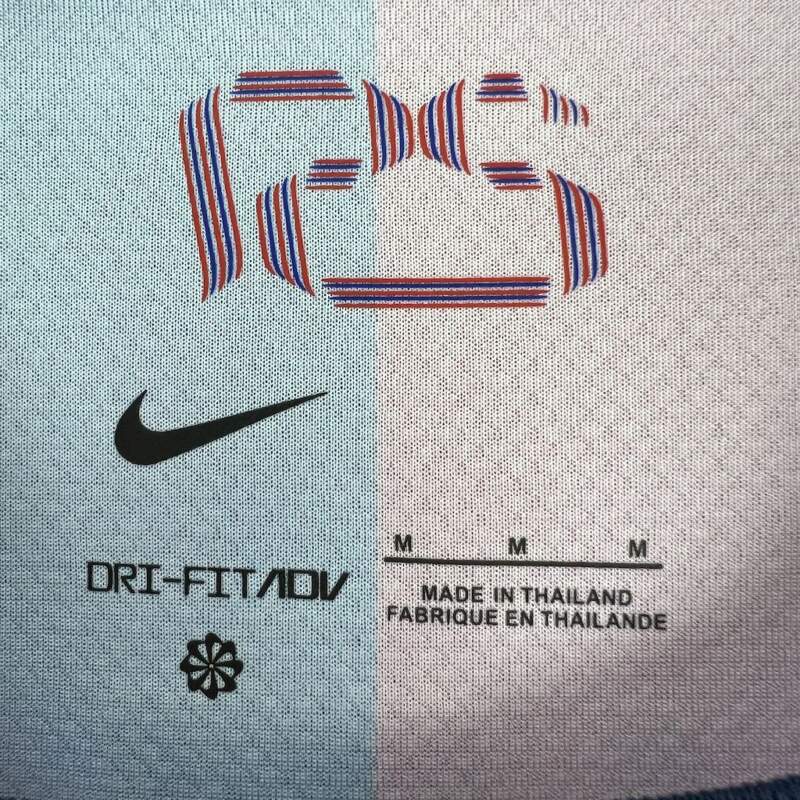 DRI-FIT ADV
M M M
MADE IN THAILAND
FABRIQUE EN THAILANDE